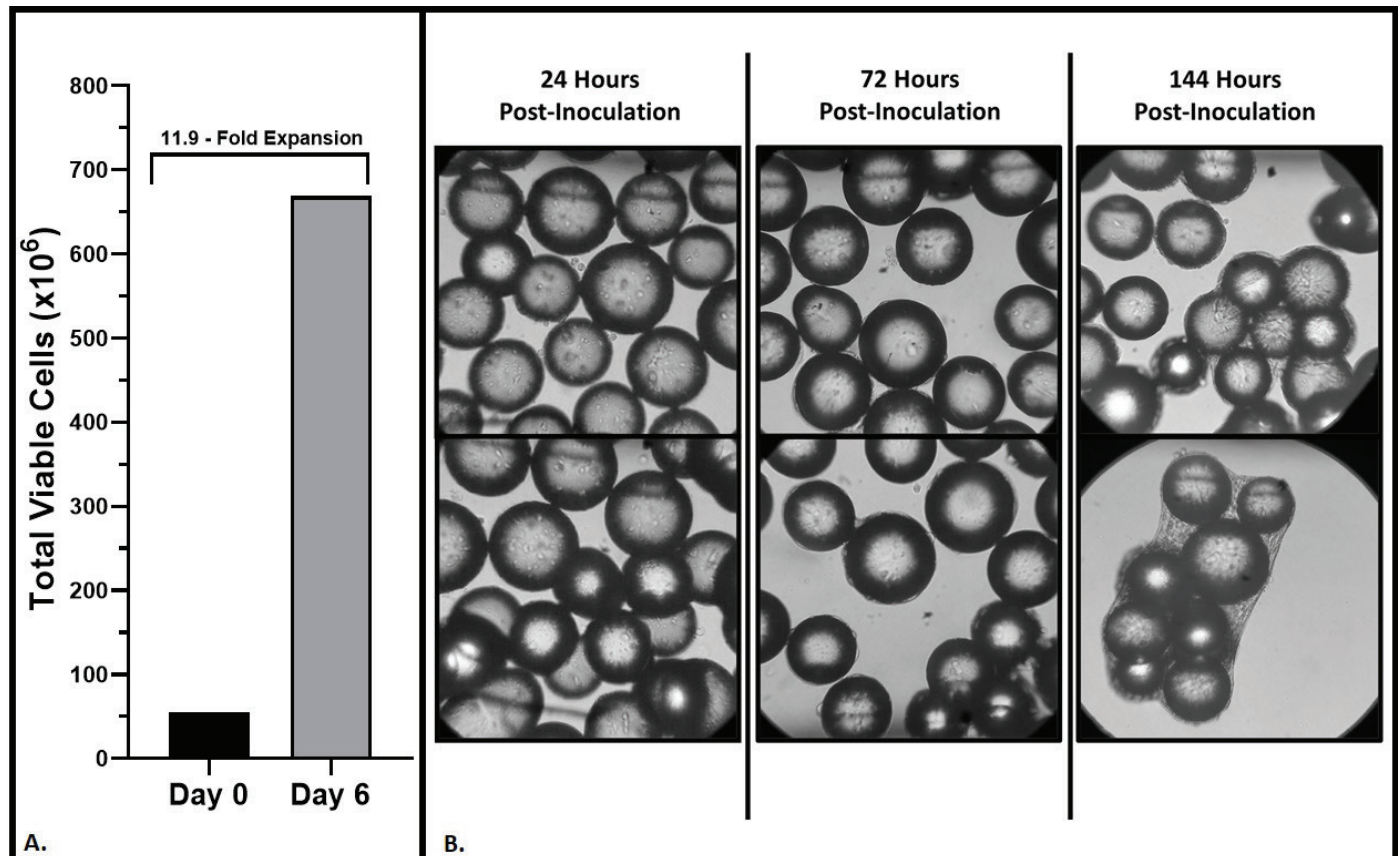 800
700
600
500
400
300
200
100
0
Total Viable Cells (x10⁶)
11.9 - Fold Expansion
Day 0 Day 6
A.
24 Hours
Post-Inoculation
72 Hours
Post-Inoculation
144 Hours
Post-Inoculation
B.